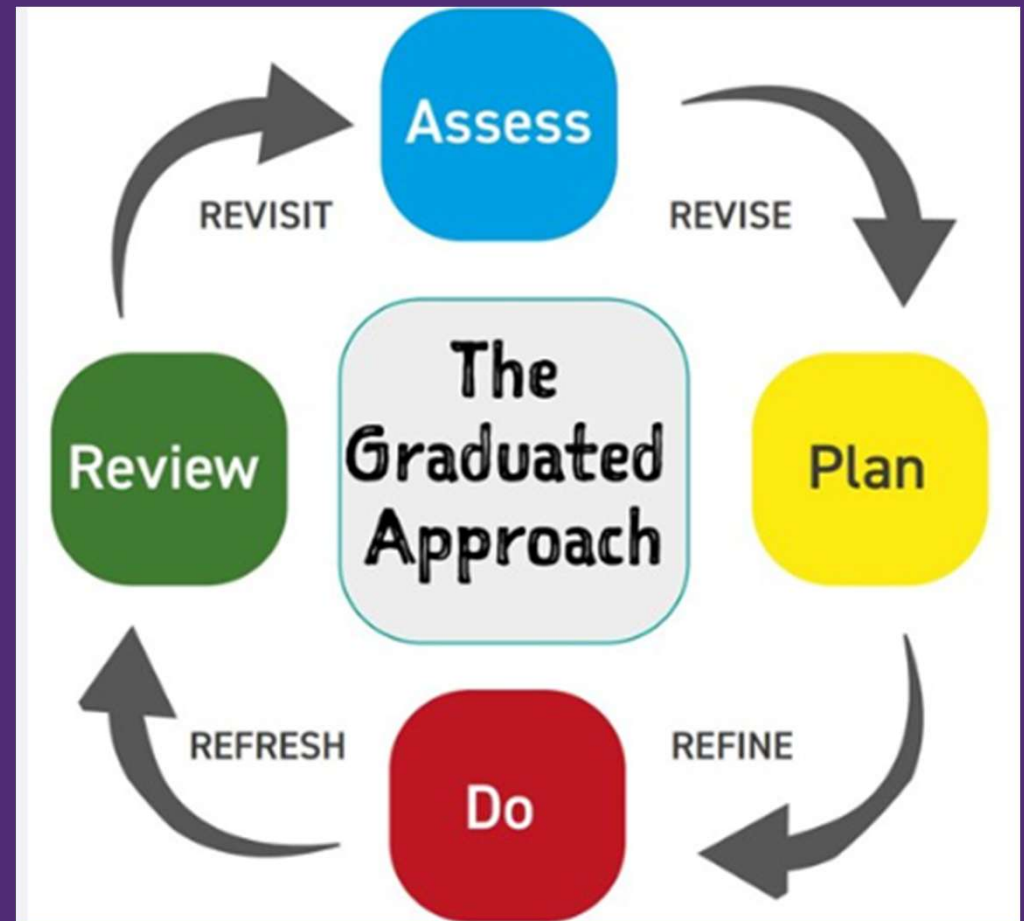 Assess
REVISIT
REVISE
The
Graduated
Approach
Review
Plan
REFRESH
REFINE
Do